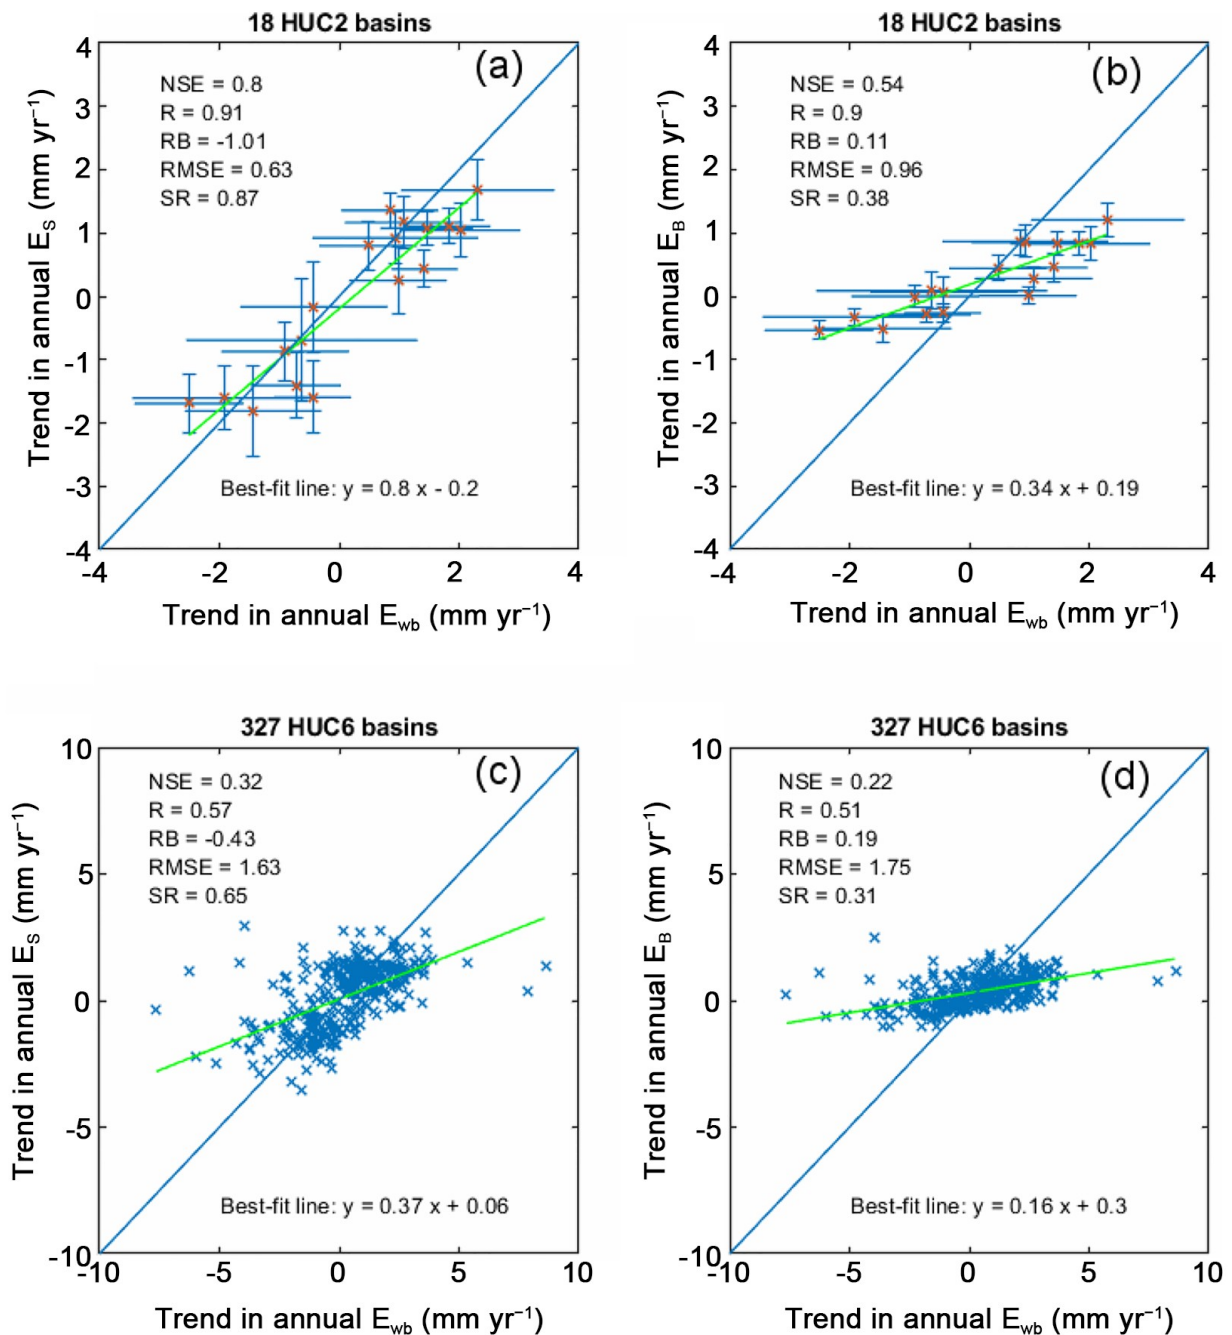 18 HUC2 basins
(a)
NSE = 0.8
R = 0.91
RB = -1.01
RMSE = 0.63
SR = 0.87
4
3
2
1
0
-1
-2
-3
-4
Trend in annual E_S (mm yr⁻¹)
Best-fit line: y = 0.8 x - 0.2
-4 -2 0 2 4
Trend in annual E_wb (mm yr⁻¹)
18 HUC2 basins
(b)
NSE = 0.54
R = 0.9
RB = 0.11
RMSE = 0.96
SR = 0.38
4
3
2
1
0
-1
-2
-3
-4
Trend in annual E_B (mm yr⁻¹)
Best-fit line: y = 0.34 x + 0.19
-4 -2 0 2 4
Trend in annual E_wb (mm yr⁻¹)
327 HUC6 basins
(c)
NSE = 0.32
R = 0.57
RB = -0.43
RMSE = 1.63
SR = 0.65
10
5
0
-5
-10
Trend in annual E_S (mm yr⁻¹)
Best-fit line: y = 0.37 x + 0.06
-10 -5 0 5 10
Trend in annual E_wb (mm yr⁻¹)
327 HUC6 basins
(d)
NSE = 0.22
R = 0.51
RB = 0.19
RMSE = 1.75
SR = 0.31
10
5
0
-5
-10
Trend in annual E_B (mm yr⁻¹)
Best-fit line: y = 0.16 x + 0.3
-10 -5 0 5 10
Trend in annual E_wb (mm yr⁻¹)